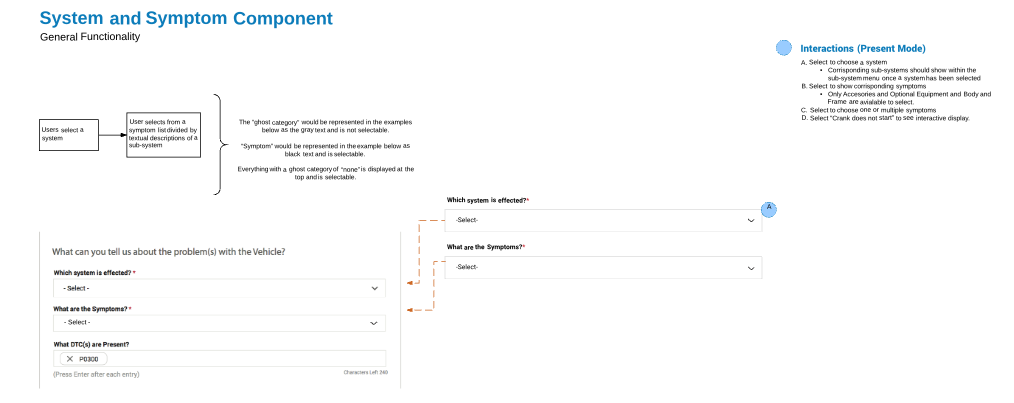 System and Symptom Component
General Functionality
Interactions (Present Mode)
A. Select to choose a system
• Corrisponding sub-systems should show within the
sub-system menu once a system has been selected
B. Select to show corrisponding symptoms
• Only Accesories and Optional Equipment and Body and
Frame are avialable to select.
C. Select to choose one or multiple symptoms
D. Select "Crank does not start" to see interactive display.
Users select a
system
User selects from a
symptom list divided by
textual descriptions of a
sub-system
The "ghost category" would be represented in the examples
below as the gray text and is not selectable.
"Symptom" would be represented in the example below as
black text and is selectable.
Everything with a ghost category of "none" is displayed at the
top and is selectable.
Which system is effected?*
-Select-
A
What are the Symptoms?*
-Select-
What can you tell us about the problem(s) with the Vehicle?
Which system is effected? *
- Select -
What are the Symptoms? *
- Select -
What DTC(s) are Present?
× P0300
(Press Enter after each entry)
Characters Left 249